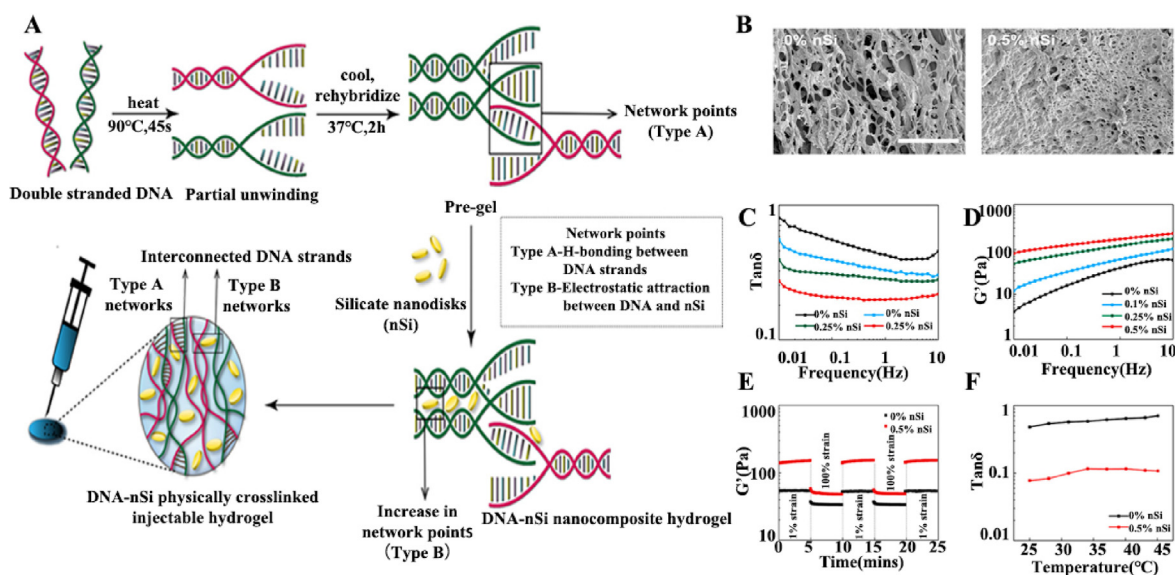 A
heat
90°C,45s
cool,
rehybridize
37°C,2h
Network points
(Type A)
Double stranded DNA
Partial unwinding
Pre-gel
Network points
Type A-H-bonding between
DNA strands
Type B-Electrostatic attraction
between DNA and nSi
Silicate nanodisks
(nSi)
Interconnected DNA strands
Type A
networks
Type B
networks
DNA-nSi physically crosslinked
injectable hydrogel
Increase in
network points
(Type B)
DNA-nSi nanocomposite hydrogel
B
0% nSi
0.5% nSi
C
1
Tanδ
0.1
0% nSi
0% nSi
0.25% nSi
0.25% nSi
0.01
0.1
1
10
Frequency(Hz)
D
1000
100
10
1
G'(Pa)
0% nSi
0.1% nSi
0.25% nSi
0.5% nSi
0.01
0.1
1
10
Frequency(Hz)
E
1000
100
10
G'(Pa)
0% nSi
0.5% nSi
1% strain
100% strain
1% strain
100% strain
1% strain
0
5
10
15
20
25
Time(mins)
F
1
0.1
0.01
Tanδ
0% nSi
0.5% nSi
25
30
35
40
45
Temperature(°C)